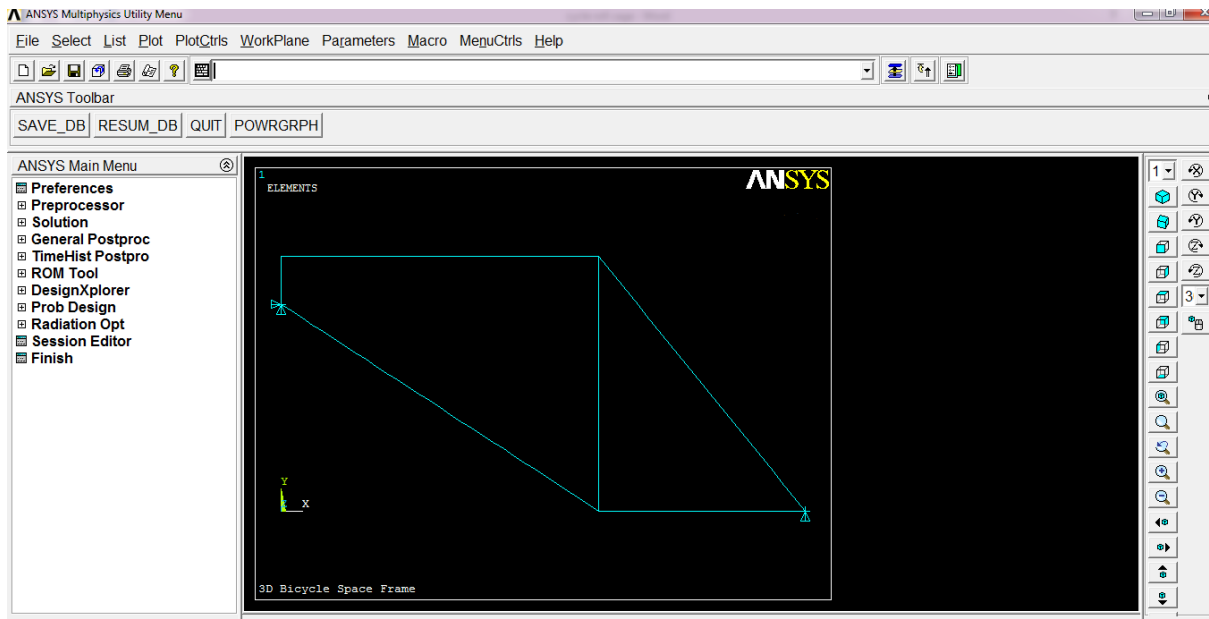 ANSYS Multiphysics Utility Menu
File Select List Plot PlotCtrls WorkPlane Parameters Macro MenuCtrls Help
ANSYS Toolbar
SAVE_DB RESUM_DB QUIT POWRGRPH
ANSYS Main Menu
Preferences
Preprocessor
Solution
General Postproc
TimeHist Postpro
ROM Tool
DesignXplorer
Prob Design
Radiation Opt
Session Editor
Finish
1
ELEMENTS
ANSYS
Y
X
3D Bicycle Space Frame
1
3